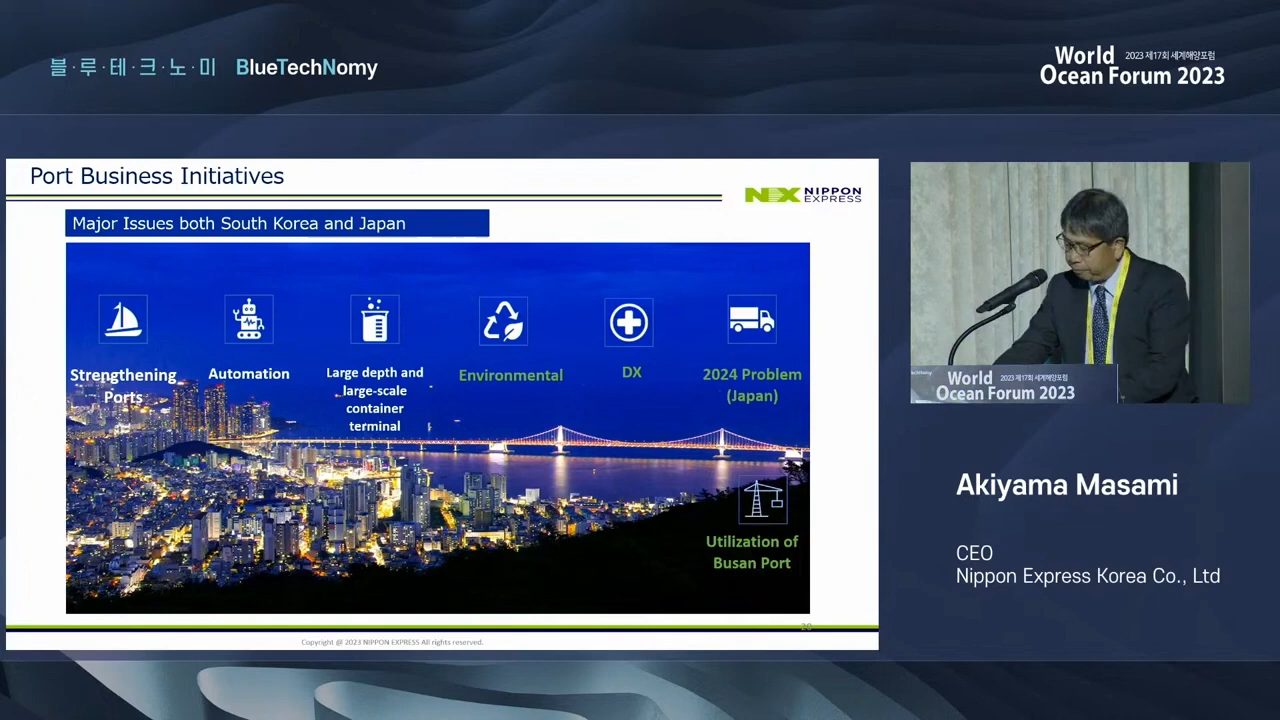 블·루·테·크·노·미 BlueTechNomy
World 2023 제17회 세계해양포럼
Ocean Forum 2023
Port Business Initiatives
NX NIPPON
EXPRESS
Major Issues both South Korea and Japan
Strengthening
Ports
Automation
Large depth and
large-scale
container
terminal
Environmental
DX
2024 Problem
(Japan)
Utilization of
Busan Port
20
Copyright @ 2023 NIPPON EXPRESS All rights reserved.
World 2023 제17회 세계해양포럼
Ocean Forum 2023
Akiyama Masami
CEO
Nippon Express Korea Co., Ltd